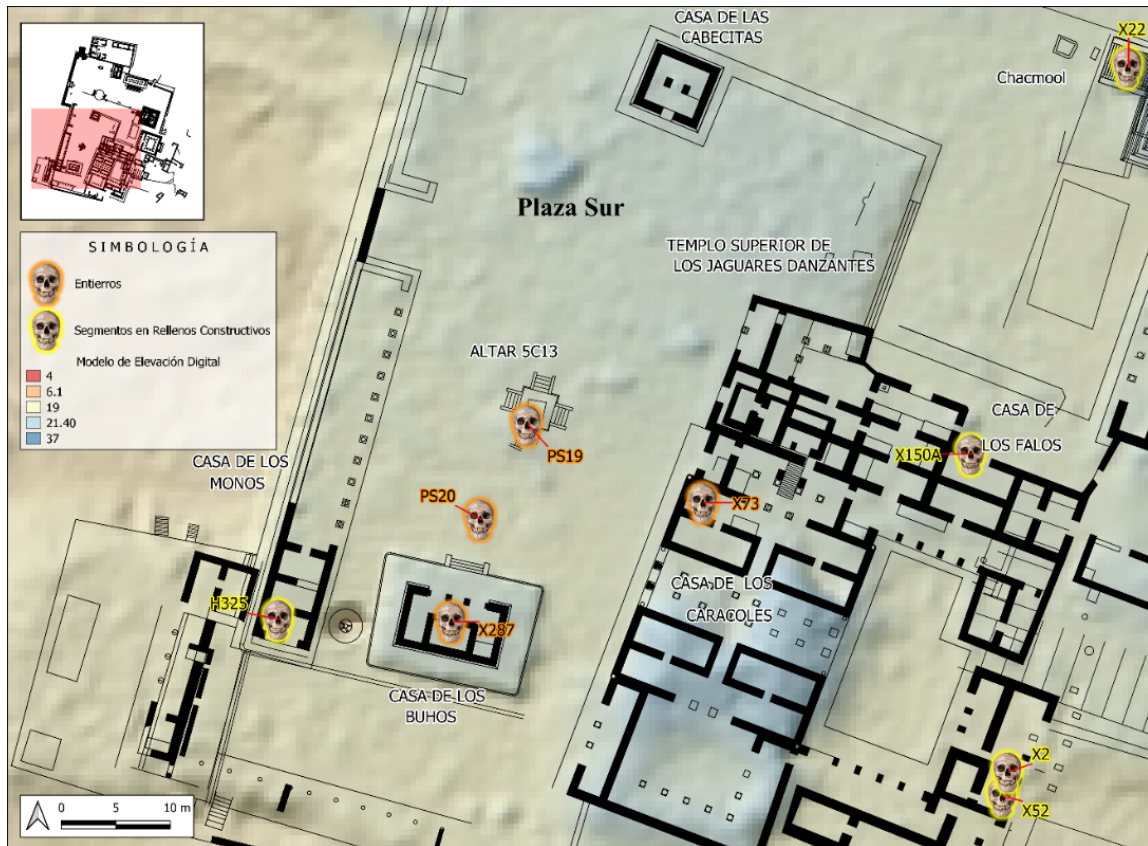 CASA DE LAS
CABECITAS
X22
Chacmool
Plaza Sur
SIMBOLOGÍA
Entierros
Segmentos en Rellenos Constructivos
Modelo de Elevación Digital
4
6.1
19
21.40
37
TEMPLO SUPERIOR DE
LOS JAGUARES DANZANTES
ALTAR 5C13
CASA DE
LOS FALOS
X150A
PS19
CASA DE LOS
MONOS
PS20
X73
CASA DE LOS
CARACOLES
H325
X287
CASA DE LOS
BUHOS
X2
X52
0 5 10 m